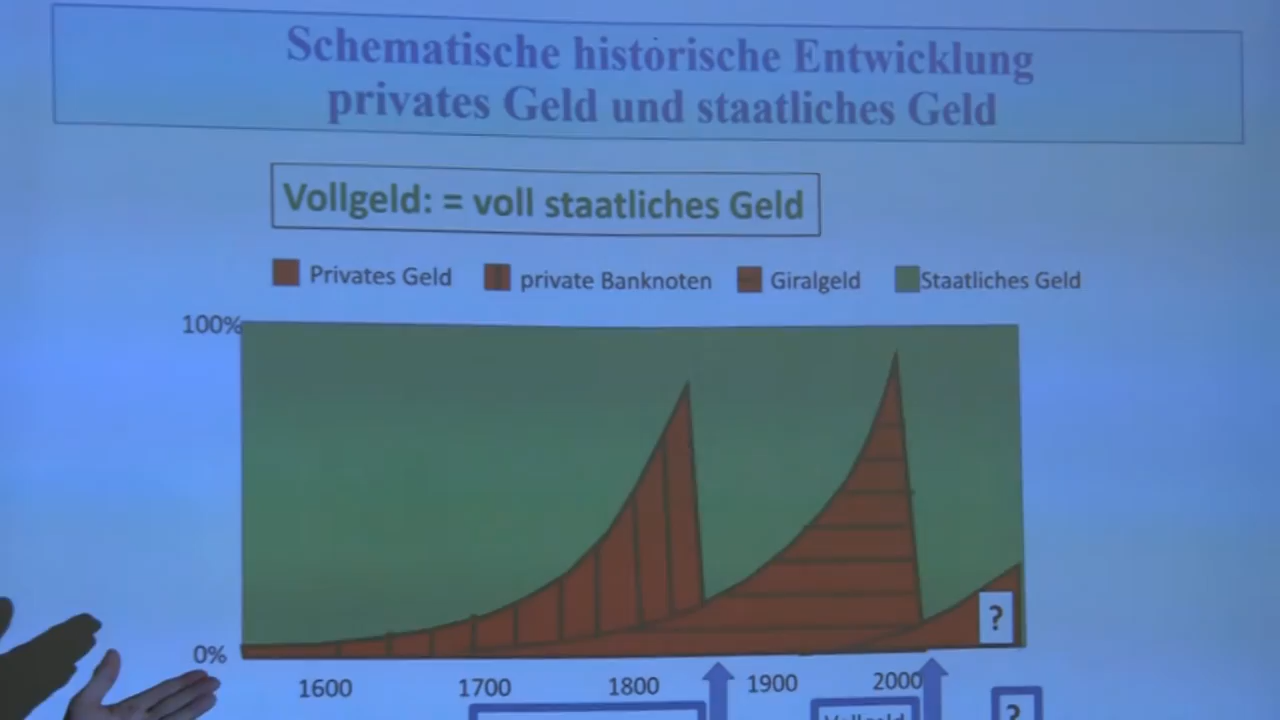 Schematische historische Entwicklung
privates Geld und staatliches Geld
Vollgeld: = voll staatliches Geld
Privates Geld private Banknoten Giralgeld Staatliches Geld
100%
?
0%
1600 1700 1800 1900 2000
Vollgeld ?